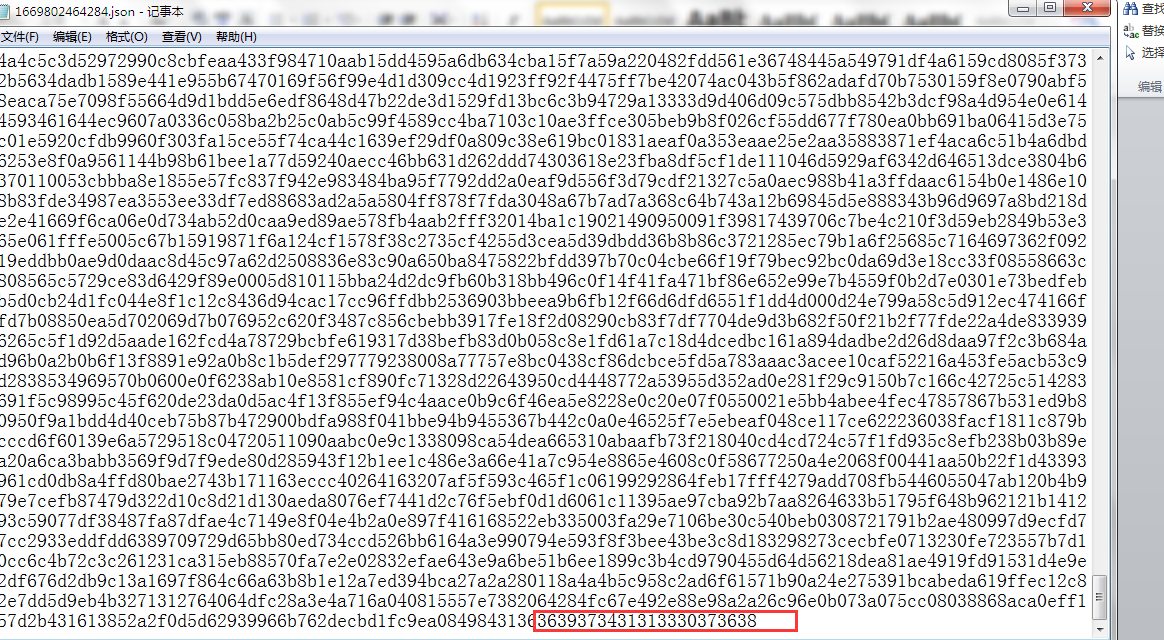 1669802464284.json - 记事本
文件(F) 编辑(E) 格式(O) 查看(V) 帮助(H)
查找
替换
选择
编辑
4a4c5c3d52972990c8cbfeaa433f984710aab15dd4595a6db634cba15f7a59a220482fdd561e36748445a549791df4a6159cd8085f373
2b5634dadb1589e441e955b67470169f56f99e4d1d309cc4d1923ff92f4475ff7be42074ac043b5f862adafd70b7530159f8e0790abf5
8eaca75e7098f55664d9d1bdd5e6edf8648d47b22de3d1529fd13bc6c3b94729a13333d9d406d09c575dbb8542b3dcf98a4d954e0e614
4593461644ec9607a0336c058ba2b25c0ab5c99f4589cc4ba7103c10ae3ffce305beb9b8f026cf55dd677f780ea0bb691ba06415d3e75
c01e5920cfdb9960f303fa15ce55f74ca44c1639ef29df0a809c38e619bc01831aeaf0a353eaae25e2aa35883871ef4aca6c51b4a6dbd
6253e8f0a9561144b98b61bee1a77d59240aecc46bb631d262ddd74303618e23fba8df5cf1de111046d5929af6342d646513dce3804b6
370110053cbbba8e1855e57fc837f942e983484ba95f7792dd2a0eaf9d556f3d79cdf21327c5a0aec988b41a3ffdaac6154b0e1486e10
8b83fde34987ea3553ee33df7ed88683ad2a5a5804ff878f7fda3048a67b7ad7a368c64b743a12b69845d5e888343b96d9697a8bd218d
e2e41669f6ca06e0d734ab52d0caa9ed89ae578fb4aab2fff32014ba1c19021490950091f39817439706c7be4c210f3d59eb2849b53e3
65e061fffe5005c67b15919871f6a124cf1578f38c2735cf4255d3cea5d39dbdd36b8b86c3721285ec79b1a6f25685c7164697362f092
19eddbb0ae9d0daac8d45c97a62d2508836e83c90a650ba8475822bfdd397b70c04cbe66f19f79bec92bc0da69d3e18cc33f08558663c
808565c5729ce83d6429f89e0005d810115bba24d2dc9fb60b318bb496c0f14f41fa471bf86e652e99e7b4559f0b2d7e0301e73bedfeb
b5d0cb24d1fc044e8f1c12c8436d94cac17cc96ffdbb2536903bbeea9b6fb12f66d6dfd6551f1dd4d000d24e799a58c5d912ec474166f
fd7b08850ea5d702069d7b076952c620f3487c856cbebb3917fe18f2d08290cb83f7df7704de9d3b682f50f21b2f77fde22a4de833939
6265c5f1d92d5aade162fcd4a78729bcbfe619317d38befb83d0b058c8e1fd61a7c18d4dcedbc161a894dadbe2d26d8daa97f2c3b684a
d96b0a2b0b6f13f8891e92a0b8c1b5def297779238008a77757e8bc0438cf86dcbce5fd5a783aaac3acee10caf52216a453fe5acb53c9
d2838534969570b0600e0f6238ab10e8581cf890fc71328d22643950cd4448772a53955d352ad0e281f29c9150b7c166c42725c514283
691f5c98995c45f620de23da0d5ac4f13f855ef94c4aace0b9c6f46ea5e8228e0c20e07f0550021e5bb4abee4fec47857867b531ed9b8
0950f9a1bdd4d40ceb75b87b472900bdfa988f041bbe94b9455367b442c0a0e46525f7e5ebeaf048ce117ce622236038facf1811c879b
cccd6f60139e6a5729518c04720511090aabc0e9c1338098ca54dea665310abaafb73f218040cd4cd724c57f1fd935c8efb238b03b89e
a20a6ca3babb3569f9d7f9ede80d285943f12b1ee1c486e3a66e41a7c954e8865e4608c0f58677250a4e2068f00441aa50b22f1d43393
961cd0db8a4ffd80bae2743b171163eccc40264163207af5f593c465f1c06199292864feb17fff4279add708fb5446055047ab120b4b9
79e7cefb87479d322d10c8d21d130aeda8076ef7441d2c76f5ebf0d1d6061c11395ae97cba92b7aa8264633b51795f648b962121b1412
93c59077df38487fa87dfae4c7149e8f04e4b2a0e897f416168522eb335003fa29e7106be30c540beb0308721791b2ae480997d9ecfd7
7cc2933eddfdd6389709729d65bb80ed734ccd526bb6164a3e990794e593f8f3bee43be3c8d183298273cecbfe0713230fe723557b7d1
0cc6c4b72c3c261231ca315eb88570fa7e2e02832efae643e9a6be51b6ee1899c3b4cd9790455d64d56218dea81ae4919fd91531d4e9e
2df676d2db9c13a1697f864c66a63b8b1e12a7ed394bca27a2a280118a4a4b5c958c2ad6f61571b90a24e275391bcabeda619ffec12c8
2e7dd5d9eb4b3271312764064dfc28a3e4a716a040815557e7382064284fc67e492e88e98a2a26c96e0b073a075cc08038868aca0eff1
57d2b431613852a2f0d5d62939966b762decbd1fc9ea08498431363639373431313330373638